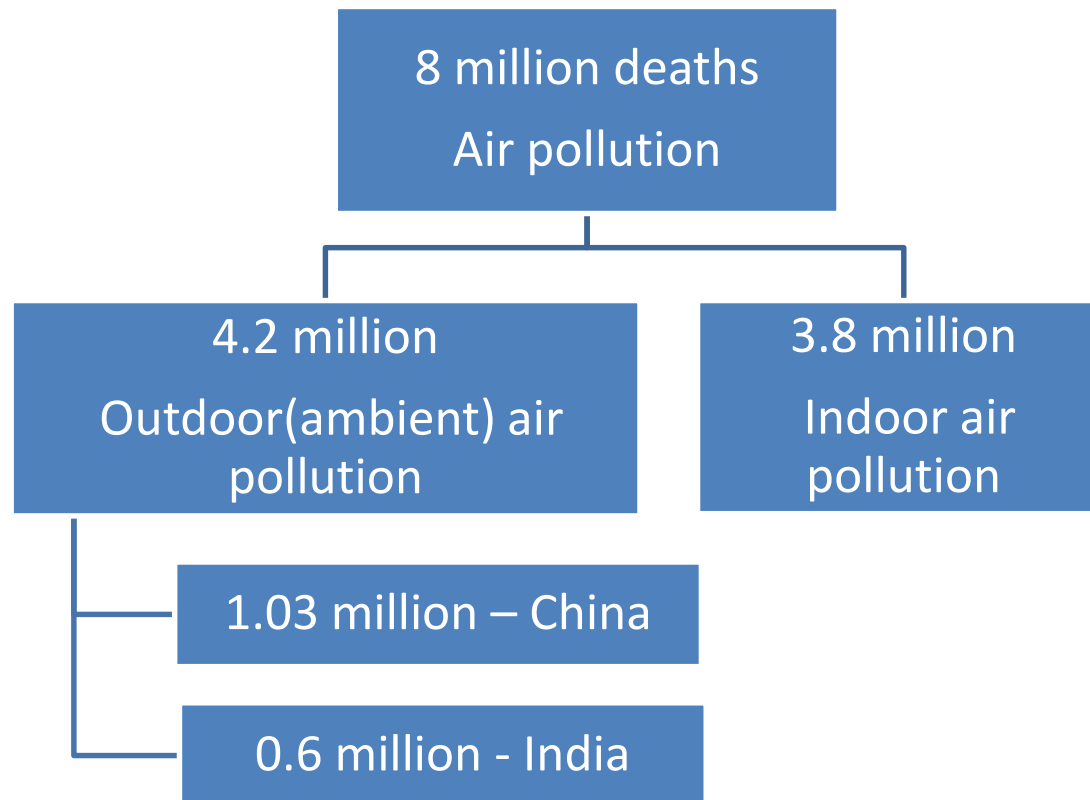 8 million deaths
Air pollution
4.2 million
Outdoor(ambient) air
pollution
3.8 million
Indoor air
pollution
1.03 million – China
0.6 million - India